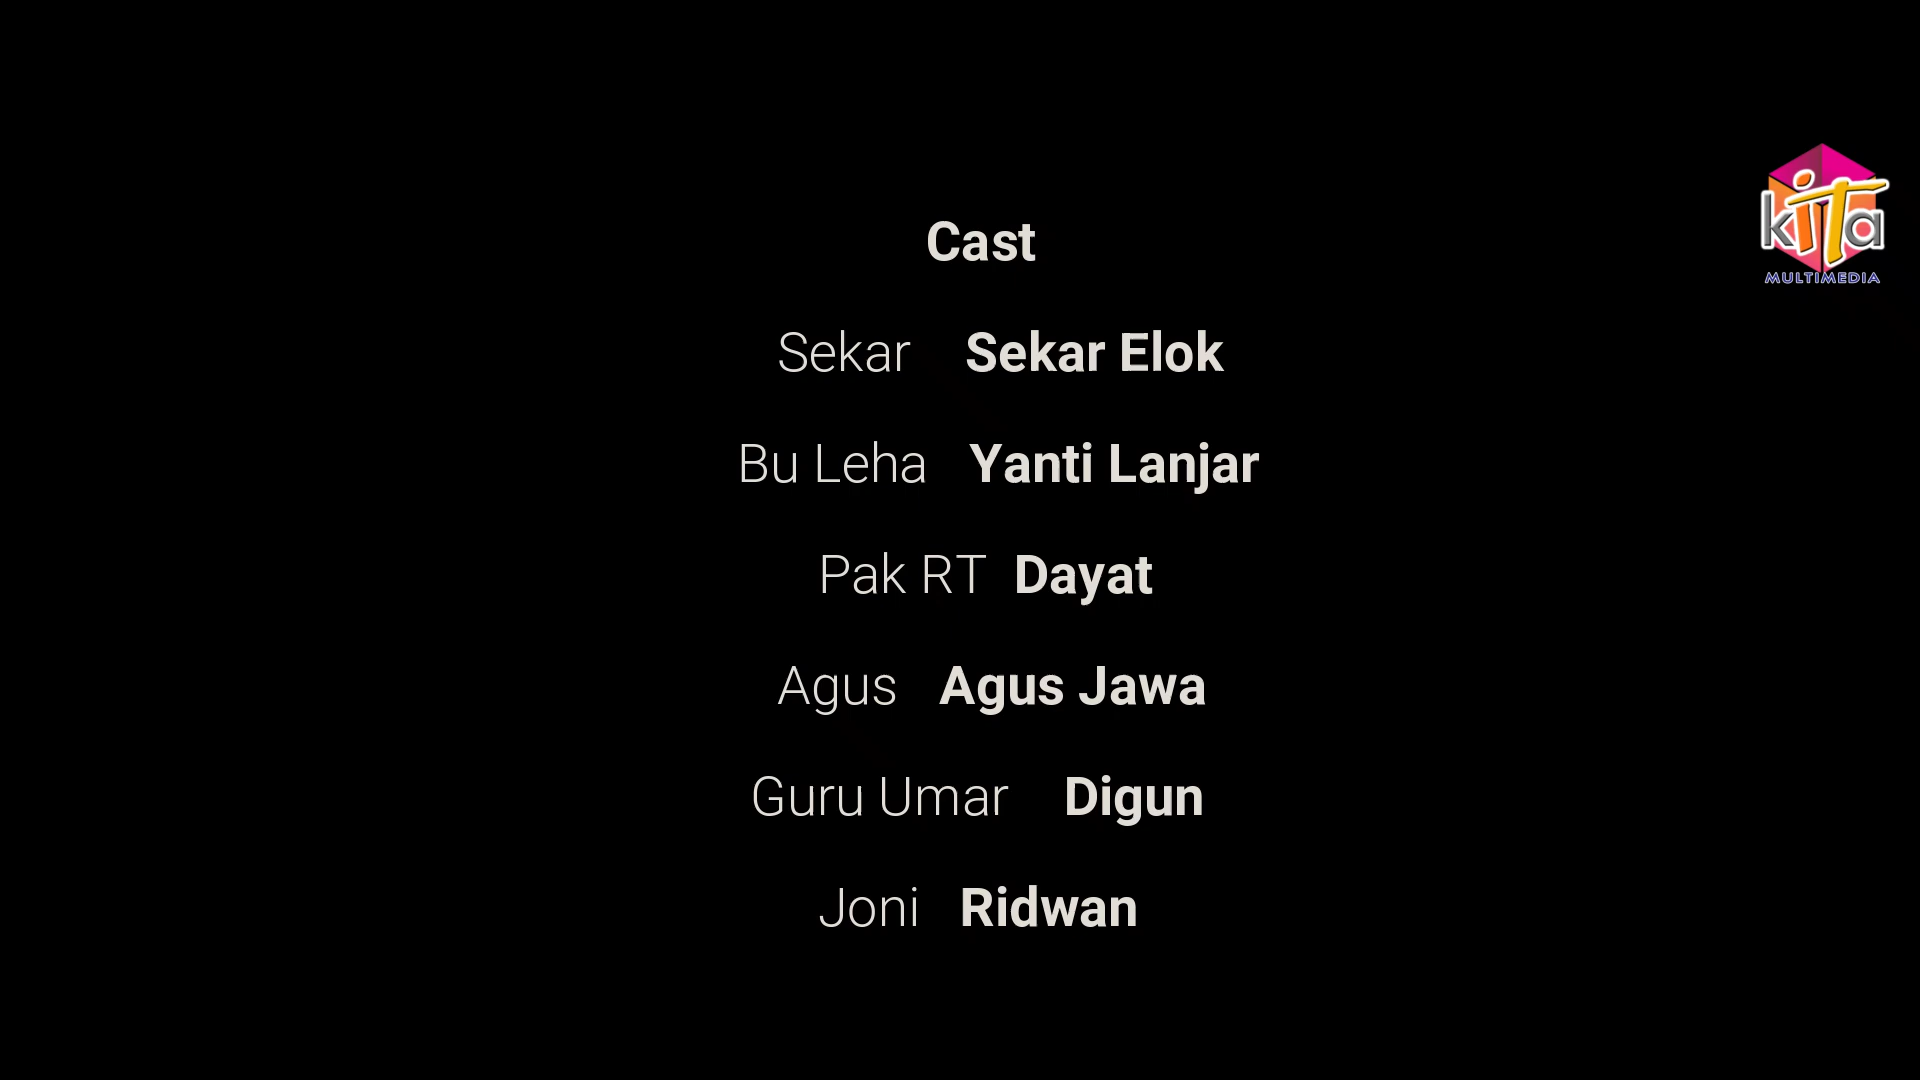 Cast
Sekar Sekar Elok
Bu Leha Yanti Lanjar
Pak RT Dayat
Agus Agus Jawa
Guru Umar Digun
Joni Ridwan
kita
MULTIMEDIA